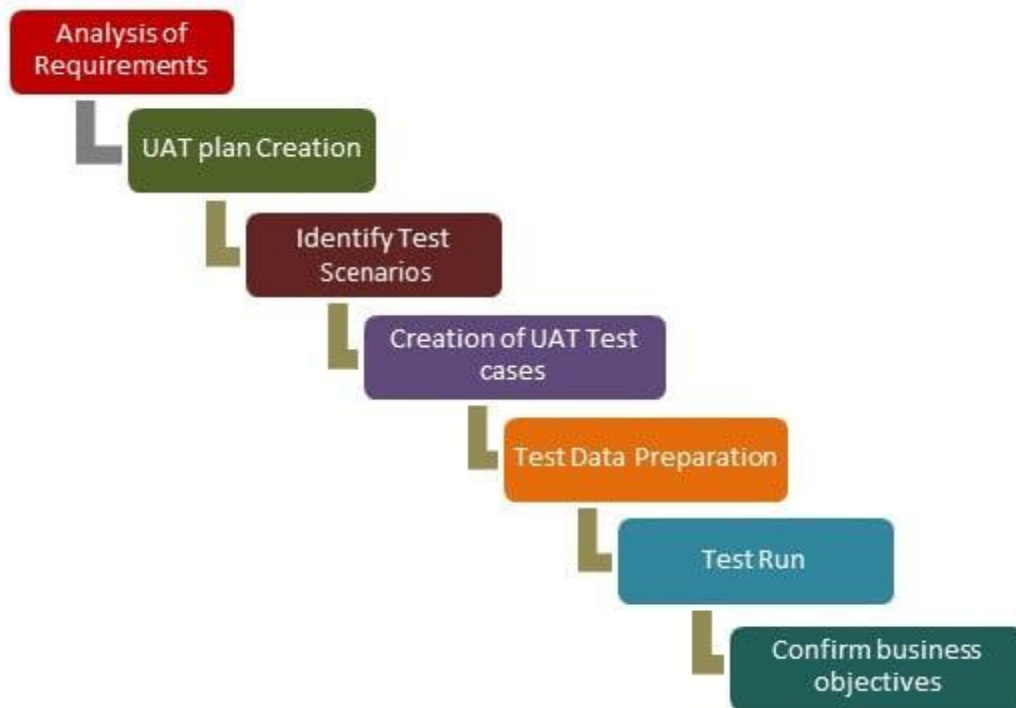 Analysis of
Requirements
UAT plan Creation
Identify Test
Scenarios
Creation of UAT Test
cases
Test Data Preparation
Test Run
Confirm business
objectives